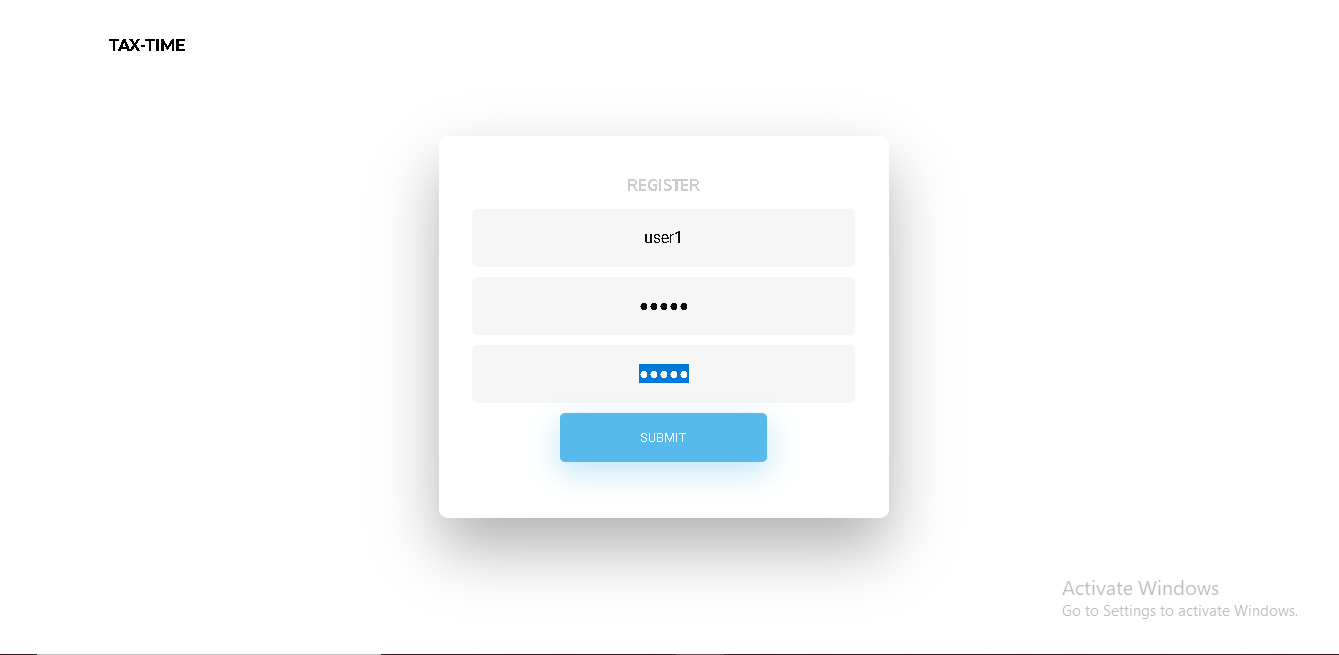 TAX-TIME
REGISTER
user1
•••••
•••••
SUBMIT
Activate Windows
Go to Settings to activate Windows.